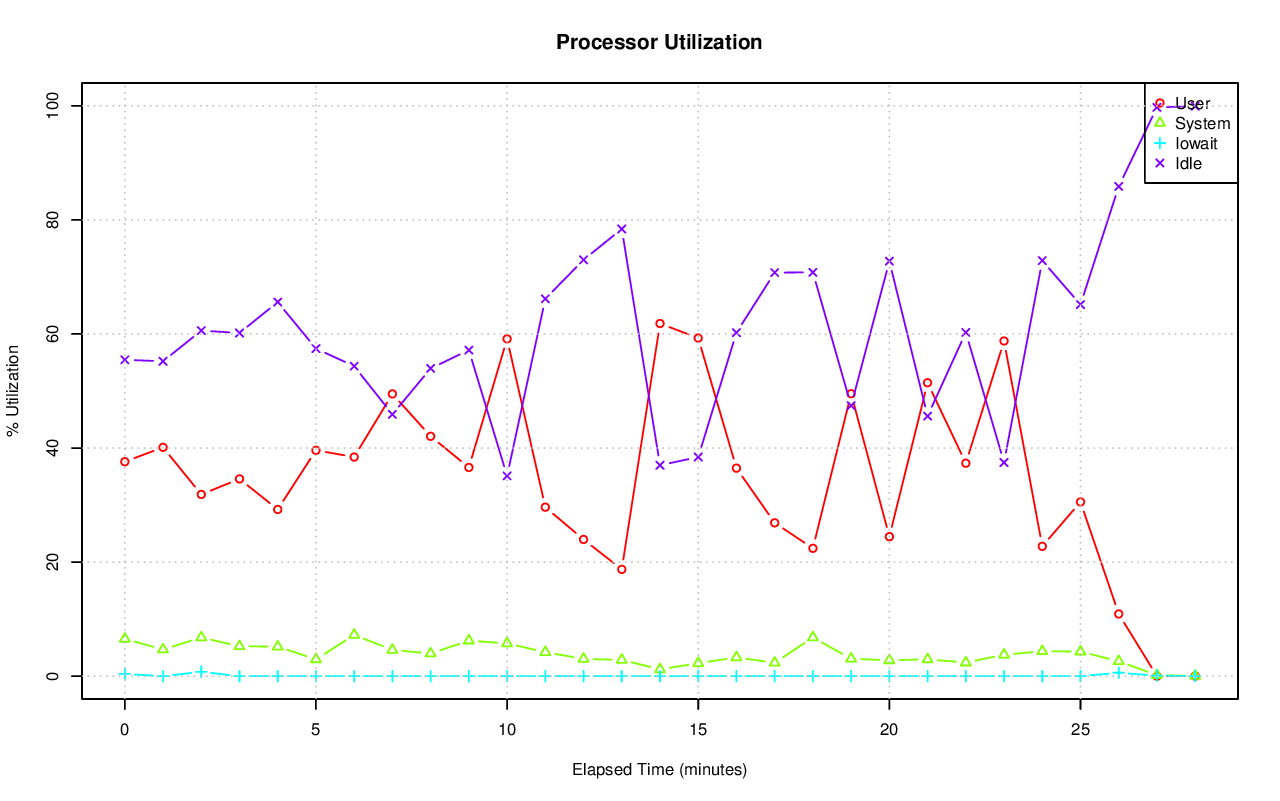 Processor Utilization
100
80
60
40
20
0
% Utilization
User
System
Iowait
Idle
0 5 10 15 20 25
Elapsed Time (minutes)